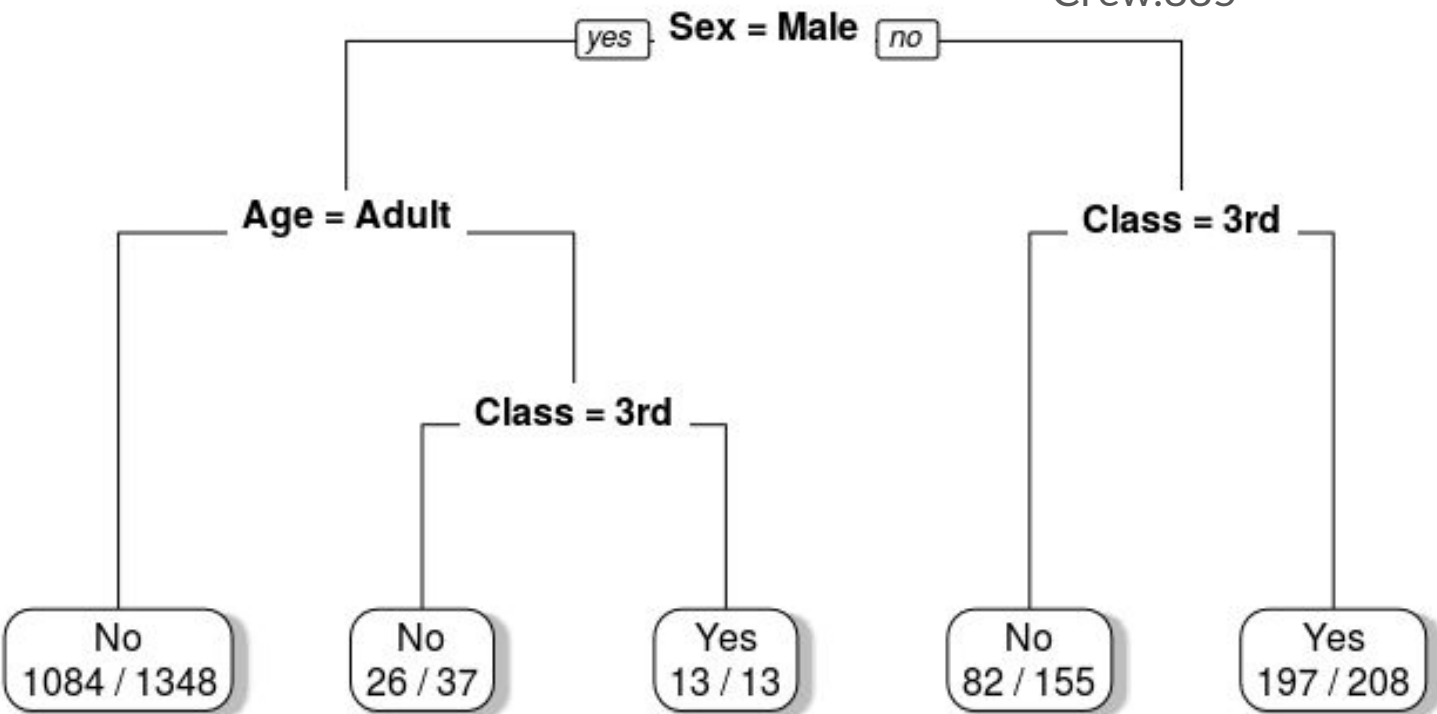 yes Sex = Male no
Age = Adult
Class = 3rd
Class = 3rd
No
1084 / 1348
No
26 / 37
Yes
13 / 13
No
82 / 155
Yes
197 / 208